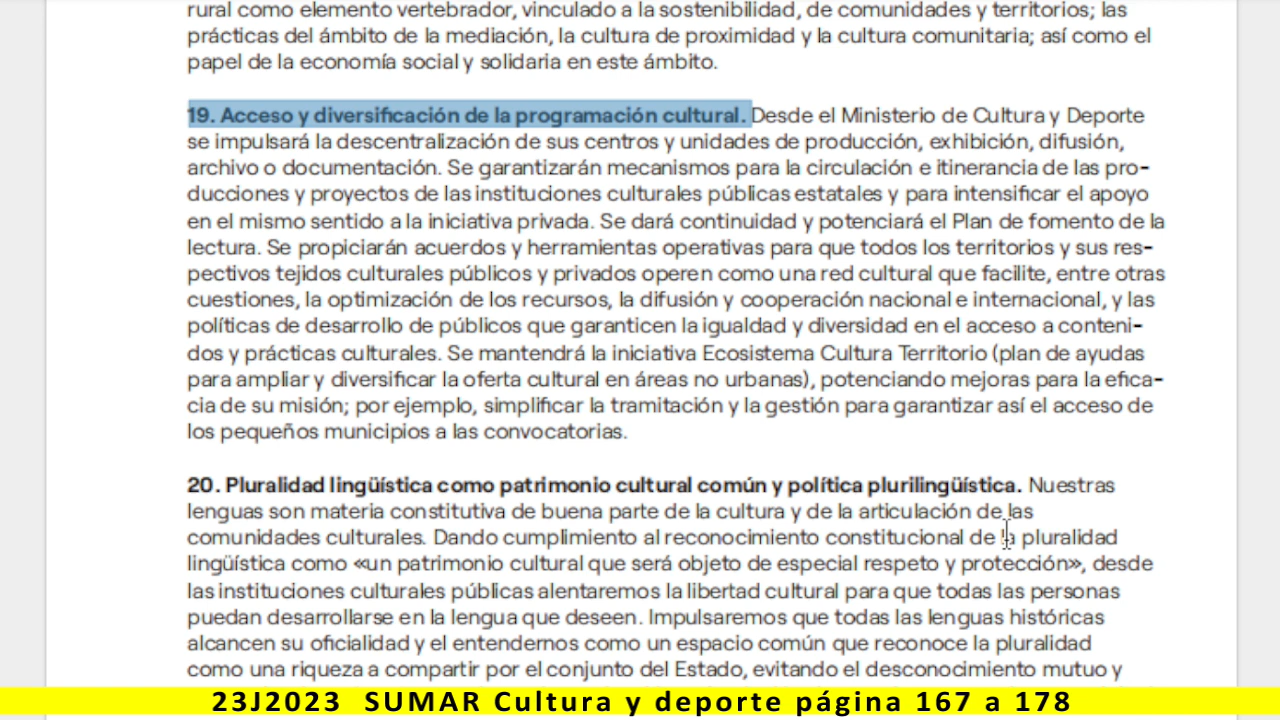 rural como elemento vertebrador, vinculado a la sostenibilidad, de comunidades y territorios; las
prácticas del ámbito de la mediación, la cultura de proximidad y la cultura comunitaria; así como el
papel de la economía social y solidaria en este ámbito.
19. Acceso y diversificación de la programación cultural. Desde el Ministerio de Cultura y Deporte
se impulsará la descentralización de sus centros y unidades de producción, exhibición, difusión,
archivo o documentación. Se garantizarán mecanismos para la circulación e itinerancia de las pro-
ducciones y proyectos de las instituciones culturales públicas estatales y para intensificar el apoyo
en el mismo sentido a la iniciativa privada. Se dará continuidad y potenciará el Plan de fomento de la
lectura. Se propiciarán acuerdos y herramientas operativas para que todos los territorios y sus res-
pectivos tejidos culturales públicos y privados operen como una red cultural que facilite, entre otras
cuestiones, la optimización de los recursos, la difusión y cooperación nacional e internacional, y las
políticas de desarrollo de públicos que garanticen la igualdad y diversidad en el acceso a conteni-
dos y prácticas culturales. Se mantendrá la iniciativa Ecosistema Cultura Territorio (plan de ayudas
para ampliar y diversificar la oferta cultural en áreas no urbanas), potenciando mejoras para la efica-
cia de su misión; por ejemplo, simplificar la tramitación y la gestión para garantizar así el acceso de
los pequeños municipios a las convocatorias.
20. Pluralidad lingüística como patrimonio cultural común y política plurilingüística. Nuestras
lenguas son materia constitutiva de buena parte de la cultura y de la articulación de las
comunidades culturales. Dando cumplimiento al reconocimiento constitucional de la pluralidad
lingüística como «un patrimonio cultural que será objeto de especial respeto y protección», desde
las instituciones culturales públicas alentaremos la libertad cultural para que todas las personas
puedan desarrollarse en la lengua que deseen. Impulsaremos que todas las lenguas históricas
alcancen su oficialidad y el entendernos como un espacio común que reconoce la pluralidad
como una riqueza a compartir por el conjunto del Estado, evitando el desconocimiento mutuo y
23J2023 SUMAR Cultura y deporte página 167 a 178